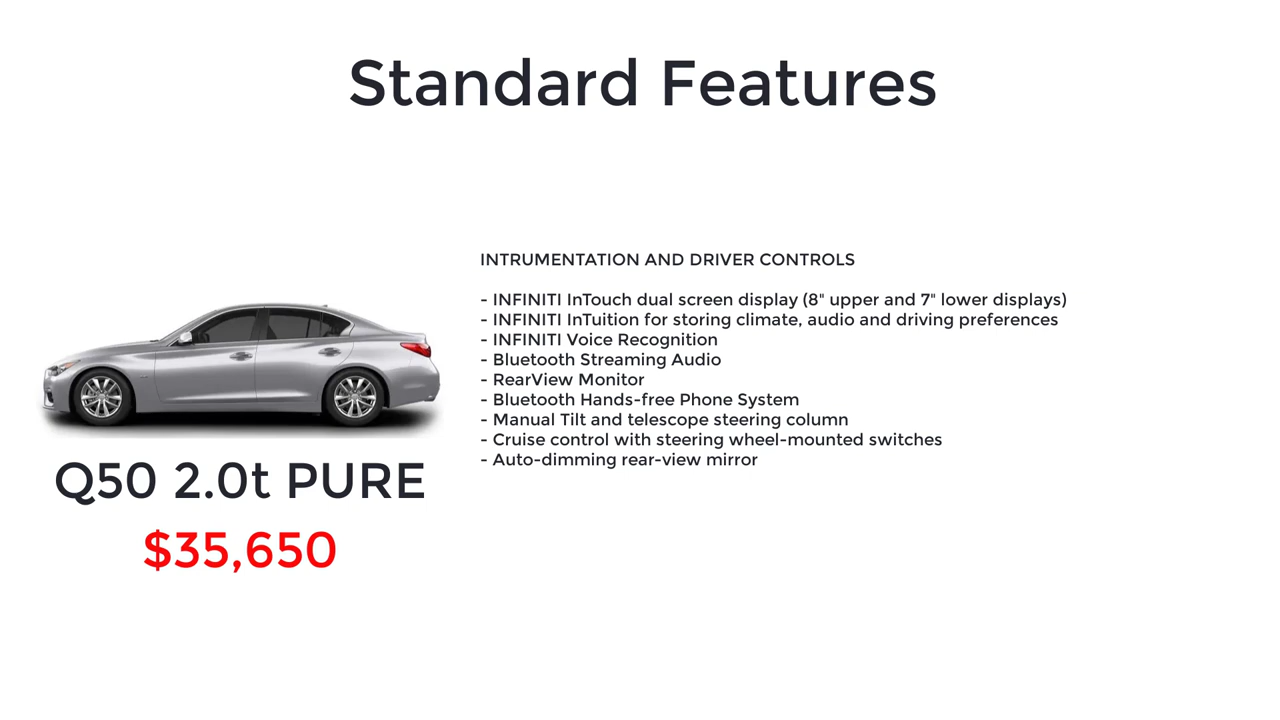 Standard Features
INTRUMENTATION AND DRIVER CONTROLS
- INFINITI InTouch dual screen display (8" upper and 7" lower displays)
- INFINITI InTuition for storing climate, audio and driving preferences
- INFINITI Voice Recognition
- Bluetooth Streaming Audio
- RearView Monitor
- Bluetooth Hands-free Phone System
- Manual Tilt and telescope steering column
- Cruise control with steering wheel-mounted switches
- Auto-dimming rear-view mirror
Q50 2.0t PURE
$35,650